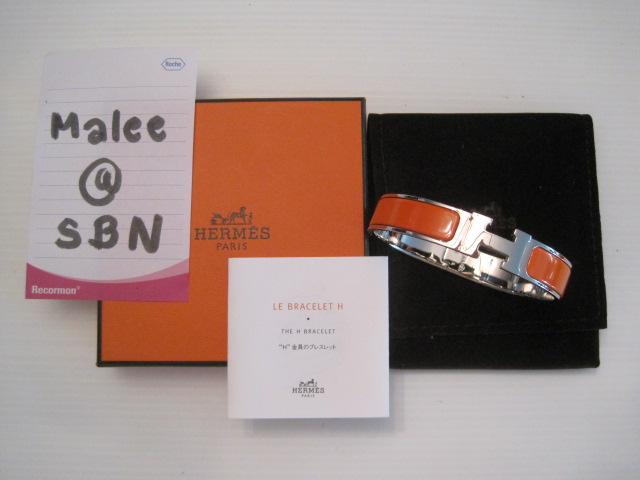 Roche
Malee
@
SBN
Recormon®
HERMÈS
PARIS
LE BRACELET H
•
THE H BRACELET
"H" 金具のブレスレット
HERMÈS
PARIS